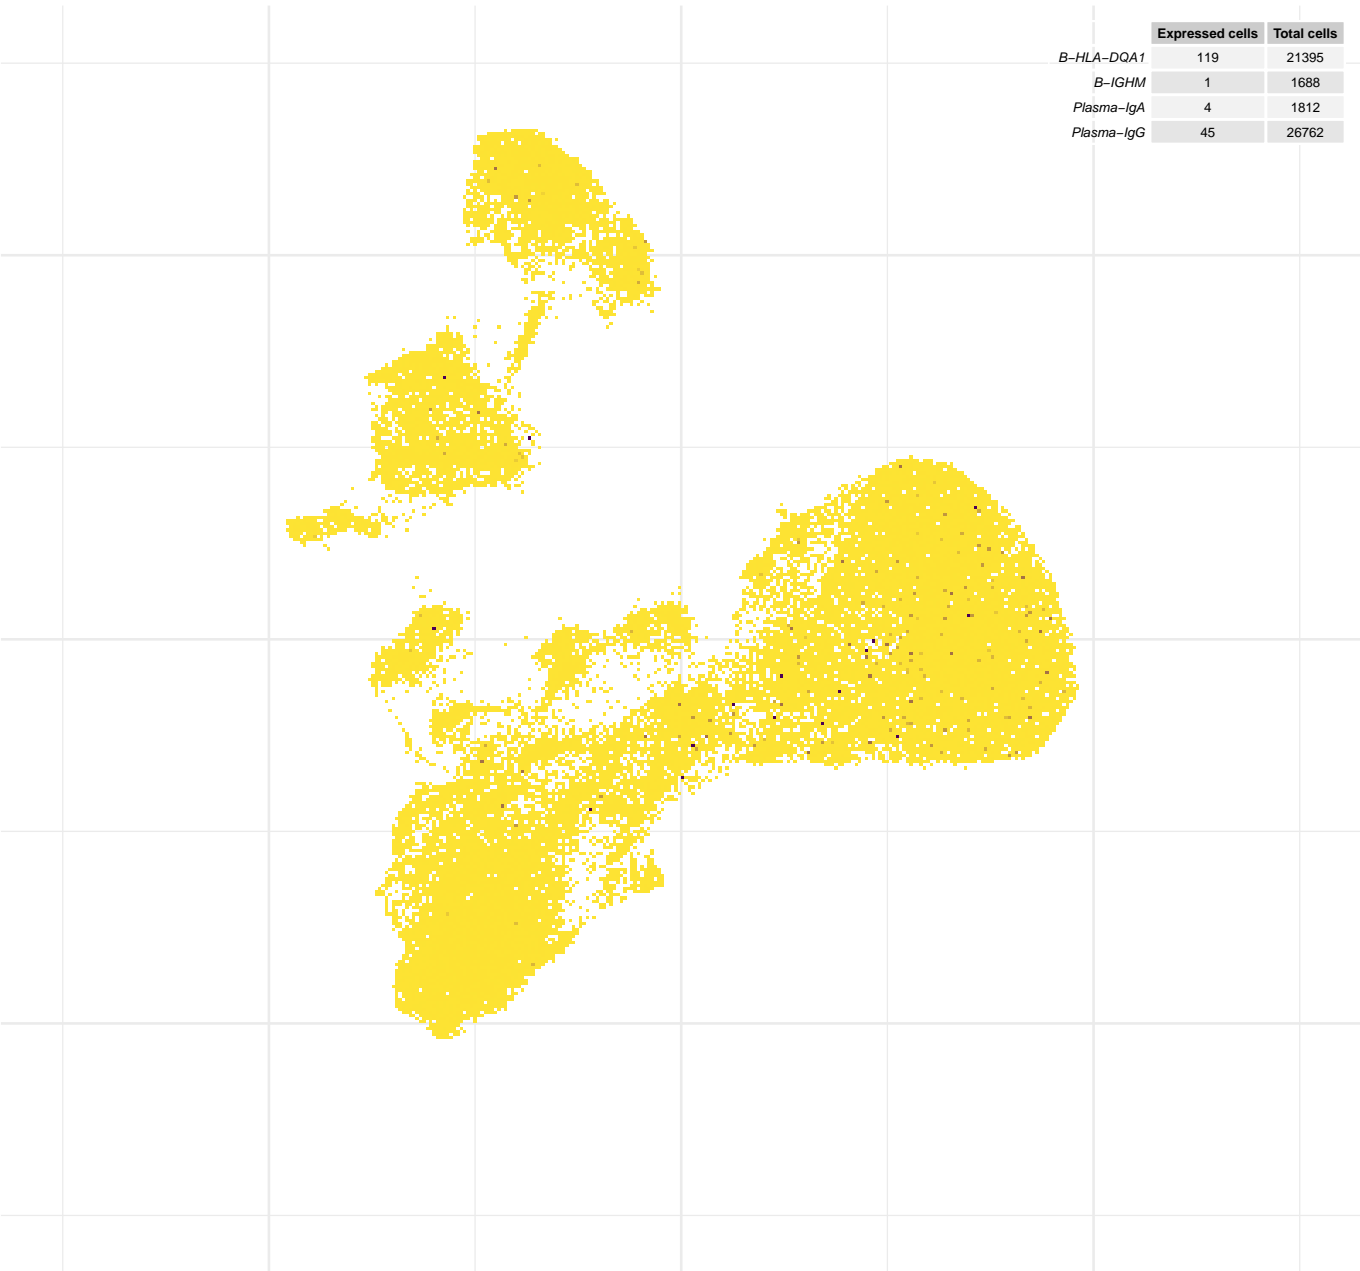 Expressed cells Total cells
B−HLA−DQA1 119 21395
B−IGHM 1 1688
Plasma−IgA 4 1812
Plasma−IgG 45 26762